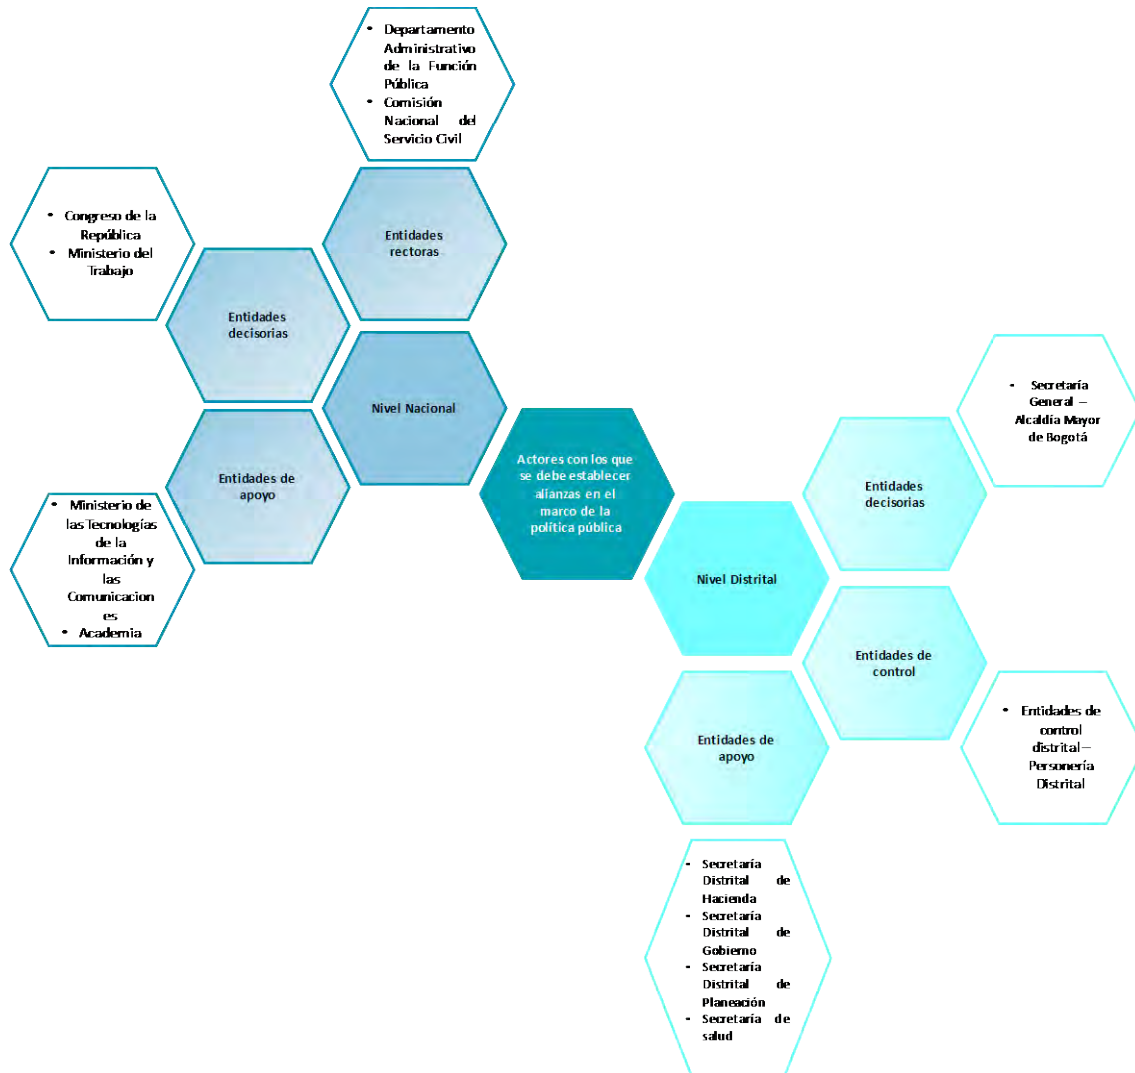 • Departamento
Administrativo
de la Función
Pública
• Comisión
Nacional del
Servicio Civil
• Congreso de la
República
• Ministerio del
Trabajo
Entidades
rectoras
Entidades
decisorias
Nivel Nacional
Entidades de
apoyo
• Ministerio de
las Tecnologías
de la
Información y
las
Comunicacion
es
• Academia
Actores con los que
se debe establecer
alianzas en el
marco de la
política pública
Nivel Distrital
Entidades
decisorias
• Secretaría
General –
Alcaldía Mayor
de Bogotá
Entidades de
control
• Entidades de
control
distrital –
Personería
Distrital
Entidades de
apoyo
- Secretaría
Distrital de
Hacienda
- Secretaría
Distrital de
Gobierno
- Secretaría
Distrital de
Planeación
- Secretaría de
salud